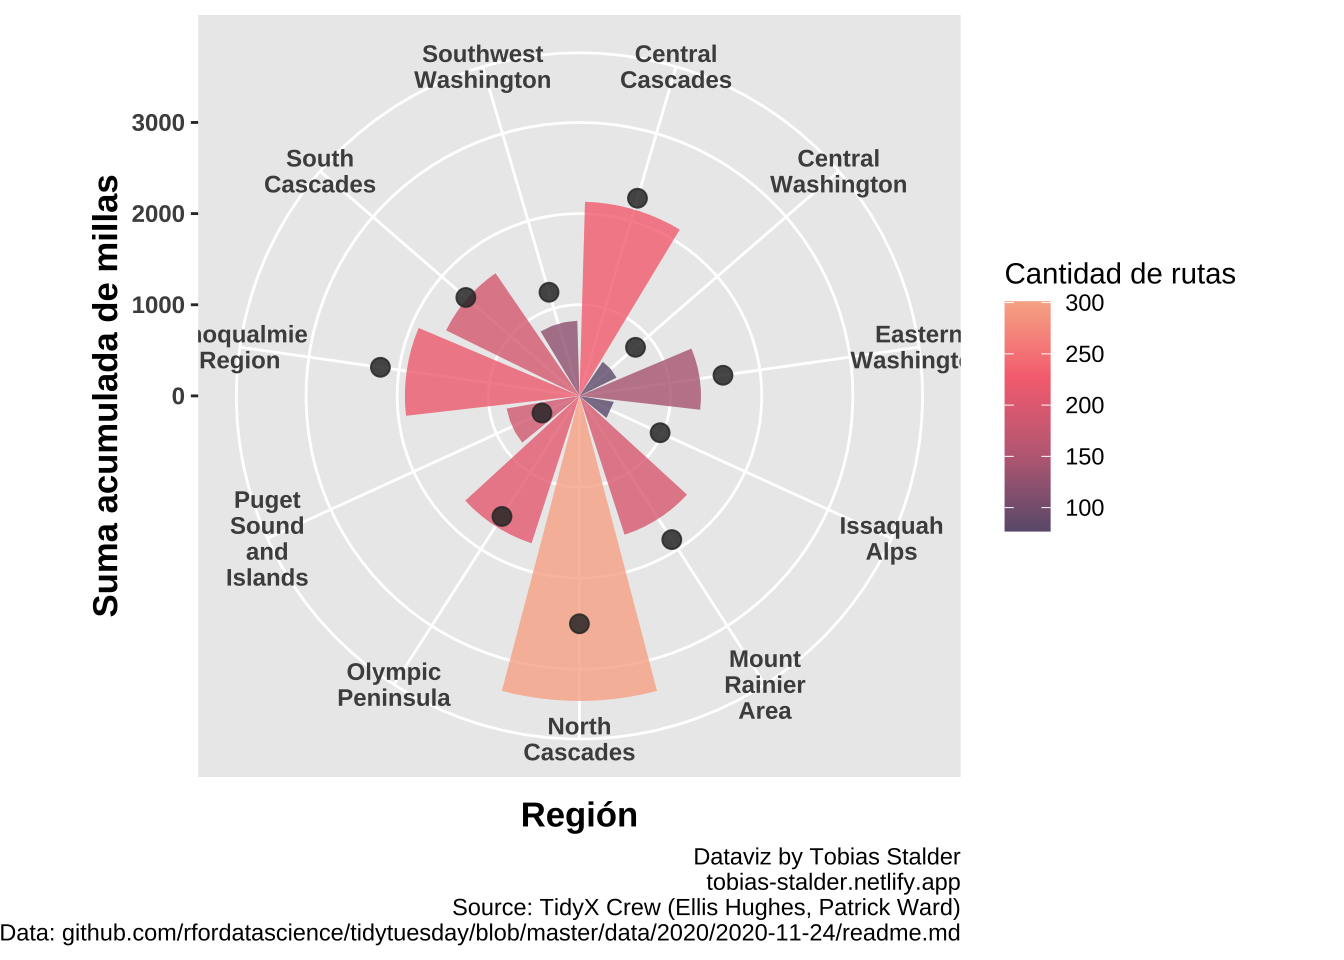 Southwest
Washington
Central
Cascades
South
Cascades
Central
Washington
noqualmie
Region
Eastern
Washingt
Puget
Sound
and
Islands
Issaquah
Alps
Olympic
Peninsula
Mount
Rainier
Area
North
Cascades
3000
2000
1000
0
Suma acumulada de millas
Región
Cantidad de rutas
300
250
200
150
100
Dataviz by Tobias Stalder
tobias-stalder.netlify.app
Source: TidyX Crew (Ellis Hughes, Patrick Ward)
Data: github.com/rfordatascience/tidytuesday/blob/master/data/2020/2020-11-24/readme.md